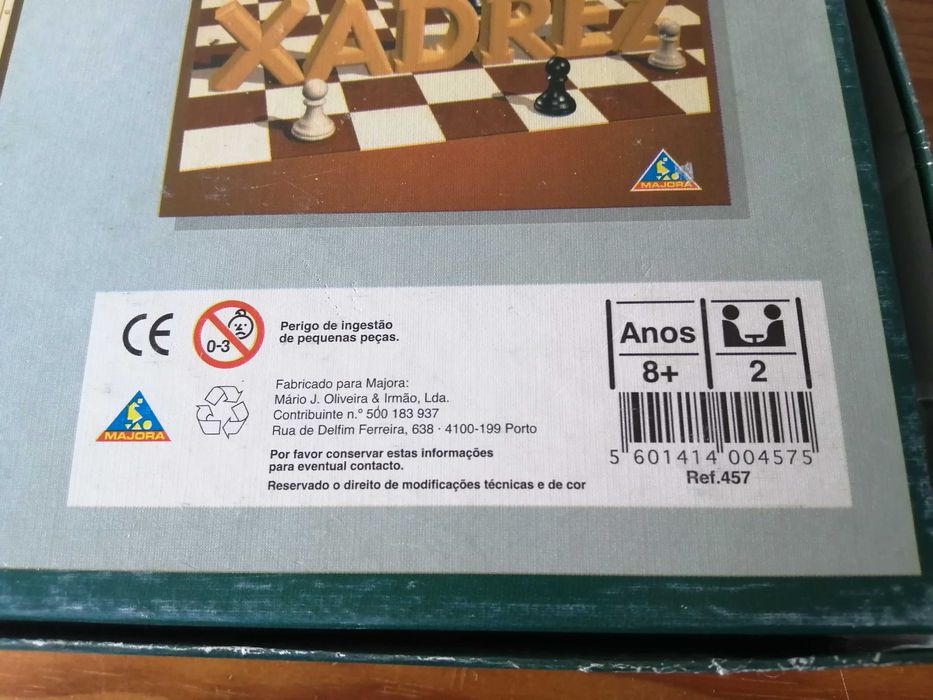 XADREZ
MAJORA
CE
0-3
Perigo de ingestão
de pequenas peças.
MAJORA
Fabricado para Majora:
Mário J. Oliveira & Irmão, Lda.
Contribuinte n.º 500 183 937
Rua de Delfim Ferreira, 638 · 4100-199 Porto
Por favor conservar estas informações
para eventual contacto.
Reservado o direito de modificações técnicas e de cor
Anos
8+
2
5 601414 004575
Ref.457